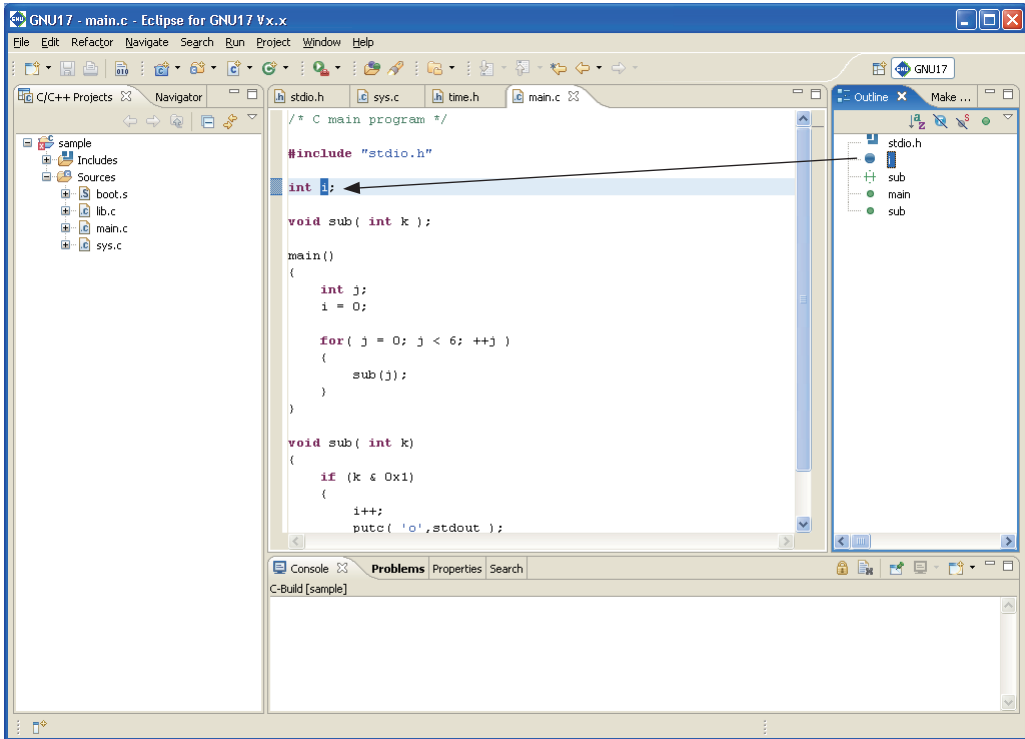 GNU17 - main.c - Eclipse for GNU17 Vx.x
File Edit Refactor Navigate Search Run Project Window Help
GNU17
C/C++ Projects Navigator
sample
Includes
Sources
boot.s
lib.c
main.c
sys.c
stdio.h sys.c time.h main.c
/* C main program */
#include "stdio.h"
int i;
void sub( int k );
main()
{
int j;
i = 0;
for( j = 0; j < 6; ++j )
{
sub(j);
}
}
void sub( int k)
{
if (k & 0x1)
{
i++;
putc( 'o',stdout );
Outline Make ...
stdio.h
i
sub
main
sub
Console Problems Properties Search
C-Build [sample]